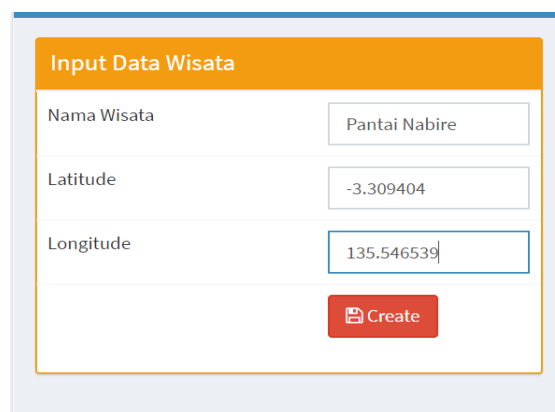 Input Data Wisata
Nama Wisata
Pantai Nabire
Latitude
-3.309404
Longitude
135.546539
Create